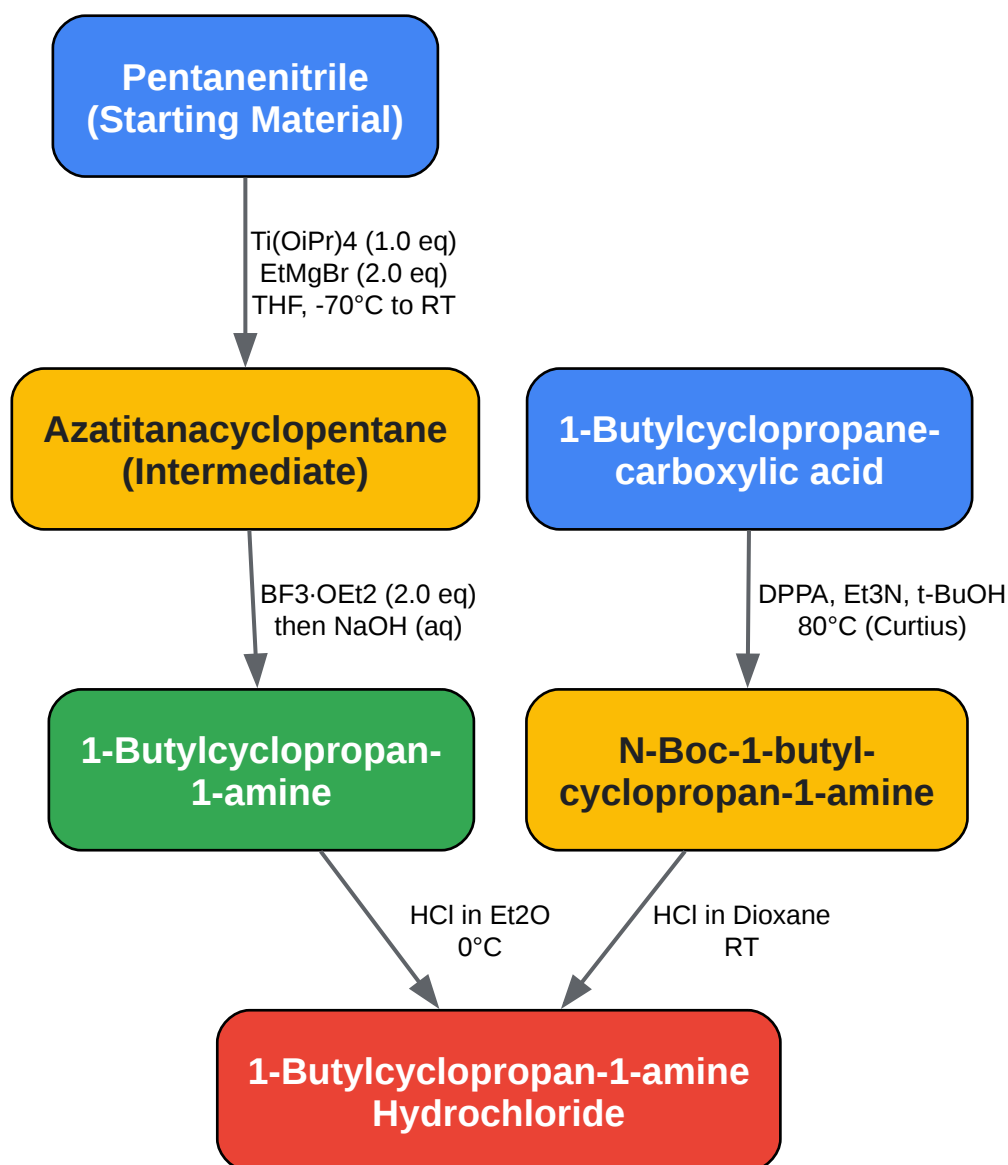 Pentanenitrile
(Starting Material)
Ti(OiPr)4 (1.0 eq)
EtMgBr (2.0 eq)
THF, -70°C to RT
Azatitanacyclopentane
(Intermediate)
1-Butylcyclopropane-
carboxylic acid
BF3·OEt2 (2.0 eq)
then NaOH (aq)
DPPA, Et3N, t-BuOH
80°C (Curtius)
1-Butylcyclopropan-
1-amine
N-Boc-1-butyl-
cyclopropan-1-amine
HCl in Et2O
0°C
HCl in Dioxane
RT
1-Butylcyclopropan-1-amine
Hydrochloride